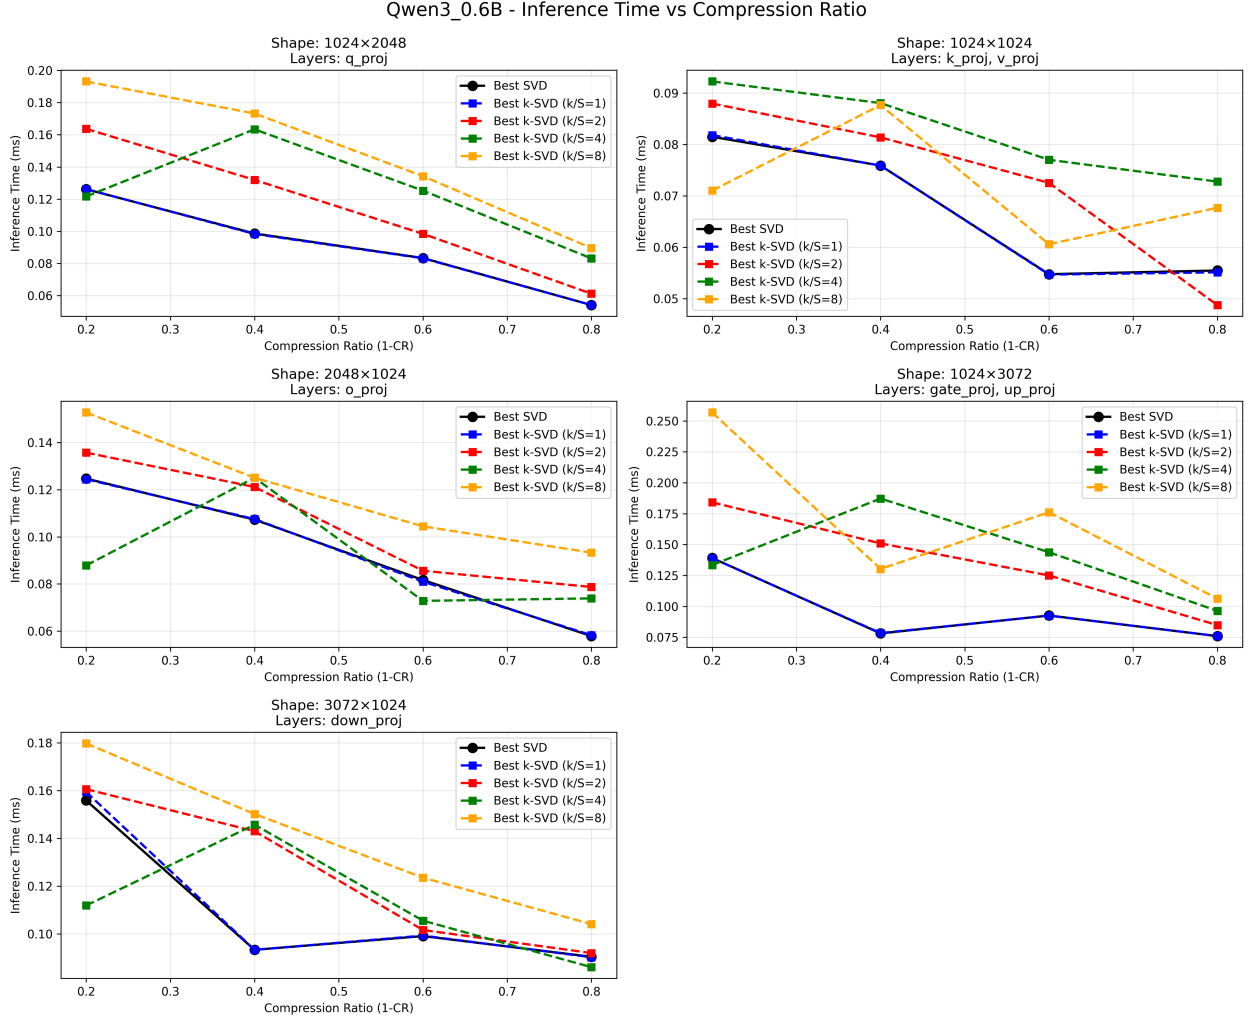 Qwen3_0.6B - Inference Time vs Compression Ratio
Shape: 1024×2048
Layers: q_proj
Inference Time (ms)
0.20
0.18
0.16
0.14
0.12
0.10
0.08
0.06
Best SVD
Best k-SVD (k/S=1)
Best k-SVD (k/S=2)
Best k-SVD (k/S=4)
Best k-SVD (k/S=8)
0.2 0.3 0.4 0.5 0.6 0.7 0.8
Compression Ratio (1-CR)
Shape: 1024×1024
Layers: k_proj, v_proj
Inference Time (ms)
0.09
0.08
0.07
0.06
0.05
Best SVD
Best k-SVD (k/S=1)
Best k-SVD (k/S=2)
Best k-SVD (k/S=4)
Best k-SVD (k/S=8)
0.2 0.3 0.4 0.5 0.6 0.7 0.8
Compression Ratio (1-CR)
Shape: 2048×1024
Layers: o_proj
Inference Time (ms)
0.14
0.12
0.10
0.08
0.06
Best SVD
Best k-SVD (k/S=1)
Best k-SVD (k/S=2)
Best k-SVD (k/S=4)
Best k-SVD (k/S=8)
0.2 0.3 0.4 0.5 0.6 0.7 0.8
Compression Ratio (1-CR)
Shape: 1024×3072
Layers: gate_proj, up_proj
Inference Time (ms)
0.250
0.225
0.200
0.175
0.150
0.125
0.100
0.075
Best SVD
Best k-SVD (k/S=1)
Best k-SVD (k/S=2)
Best k-SVD (k/S=4)
Best k-SVD (k/S=8)
0.2 0.3 0.4 0.5 0.6 0.7 0.8
Compression Ratio (1-CR)
Shape: 3072×1024
Layers: down_proj
Inference Time (ms)
0.18
0.16
0.14
0.12
0.10
Best SVD
Best k-SVD (k/S=1)
Best k-SVD (k/S=2)
Best k-SVD (k/S=4)
Best k-SVD (k/S=8)
0.2 0.3 0.4 0.5 0.6 0.7 0.8
Compression Ratio (1-CR)